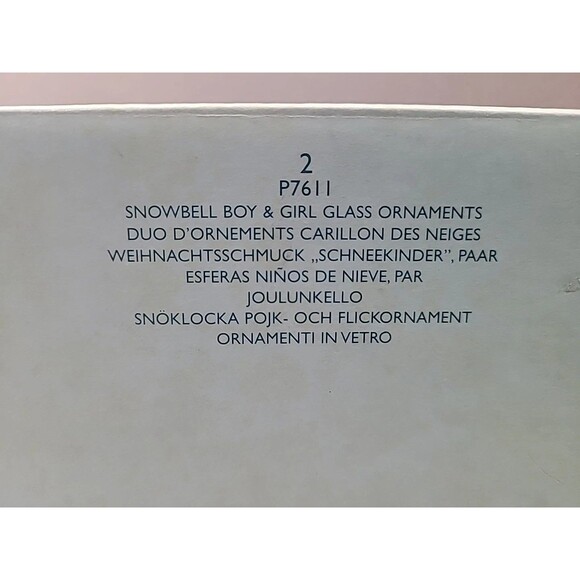 2
P7611
SNOWBELL BOY & GIRL GLASS ORNAMENTS
DUO D'ORNEMENTS CARILLON DES NEIGES
WEIHNACHTSSCHMUCK „SCHNEEKINDER", PAAR
ESFERAS NIÑOS DE NIEVE, PAR
JOULUNKELLO
SNÖKLOCKA POJK- OCH FLICKORNAMENT
ORNAMENTI IN VETRO